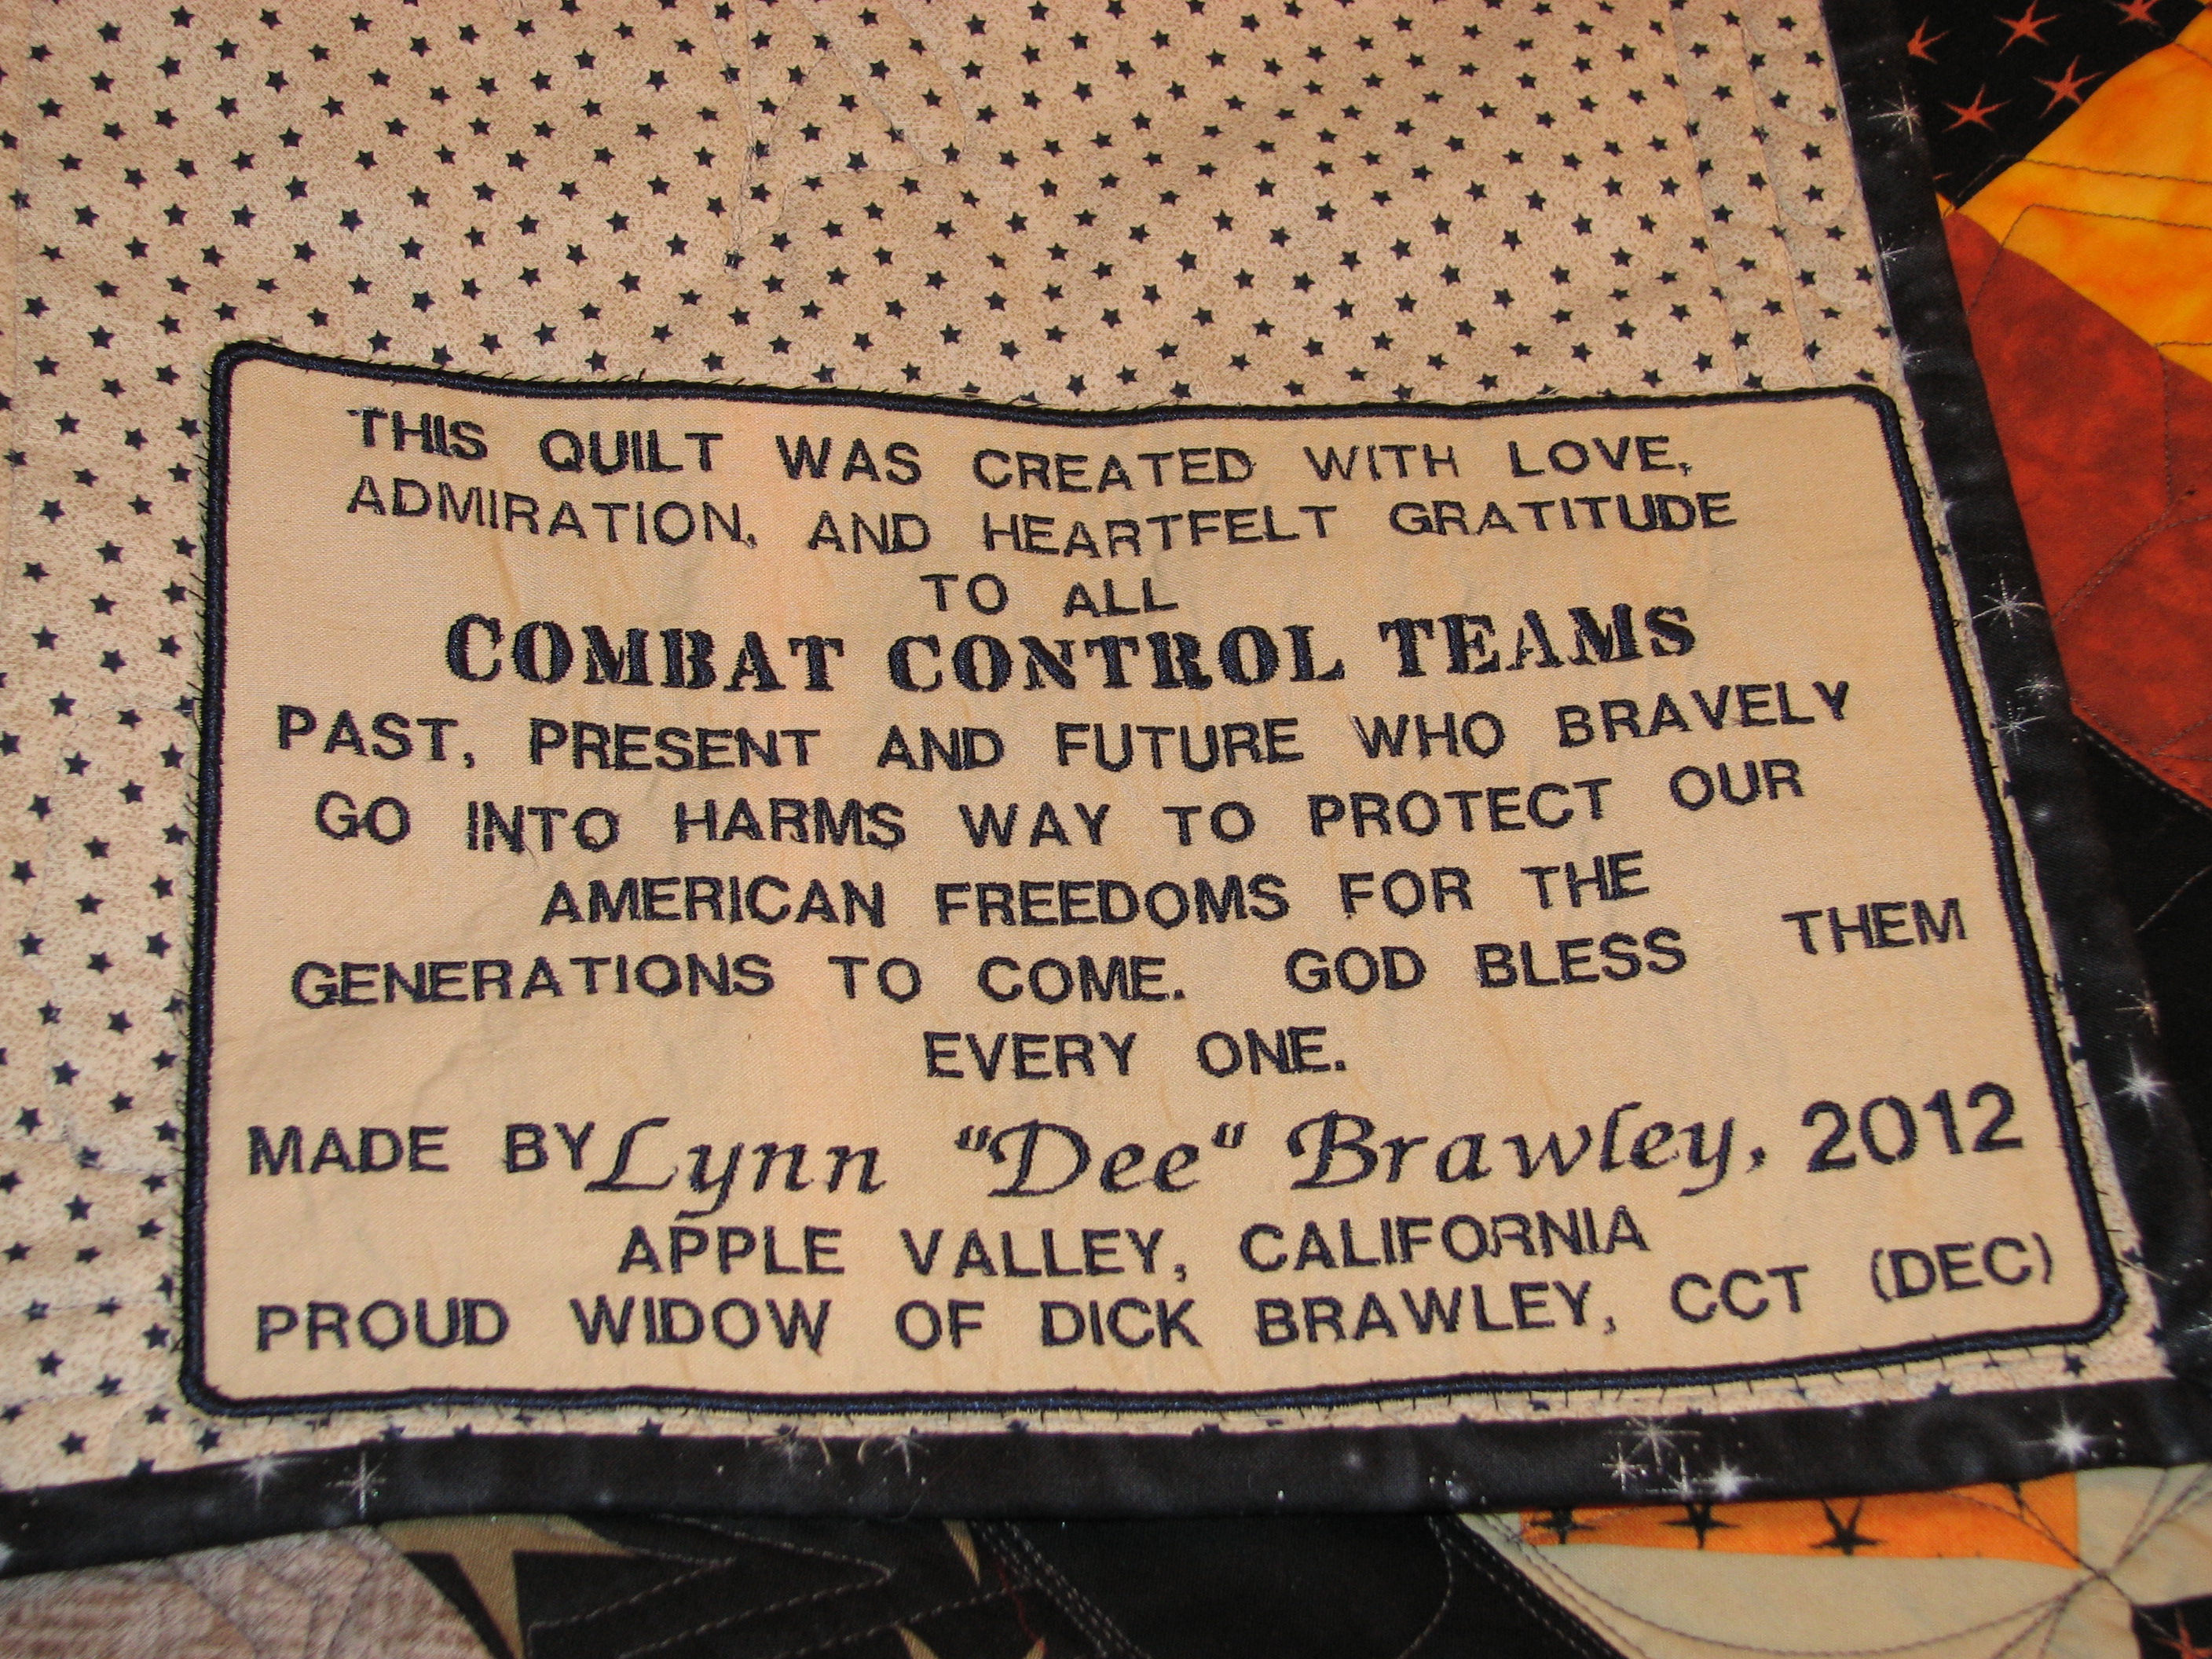 THIS QUILT WAS CREATED WITH LOVE,
ADMIRATION, AND HEARTFELT GRATITUDE
TO ALL
COMBAT CONTROL TEAMS
PAST, PRESENT AND FUTURE WHO BRAVELY
GO INTO HARMS WAY TO PROTECT OUR
AMERICAN FREEDOMS FOR THE
GENERATIONS TO COME. GOD BLESS THEM
EVERY ONE.
MADE BY Lynn "Dee" Brawley, 2012
APPLE VALLEY, CALIFORNIA
PROUD WIDOW OF DICK BRAWLEY, CCT (DEC)